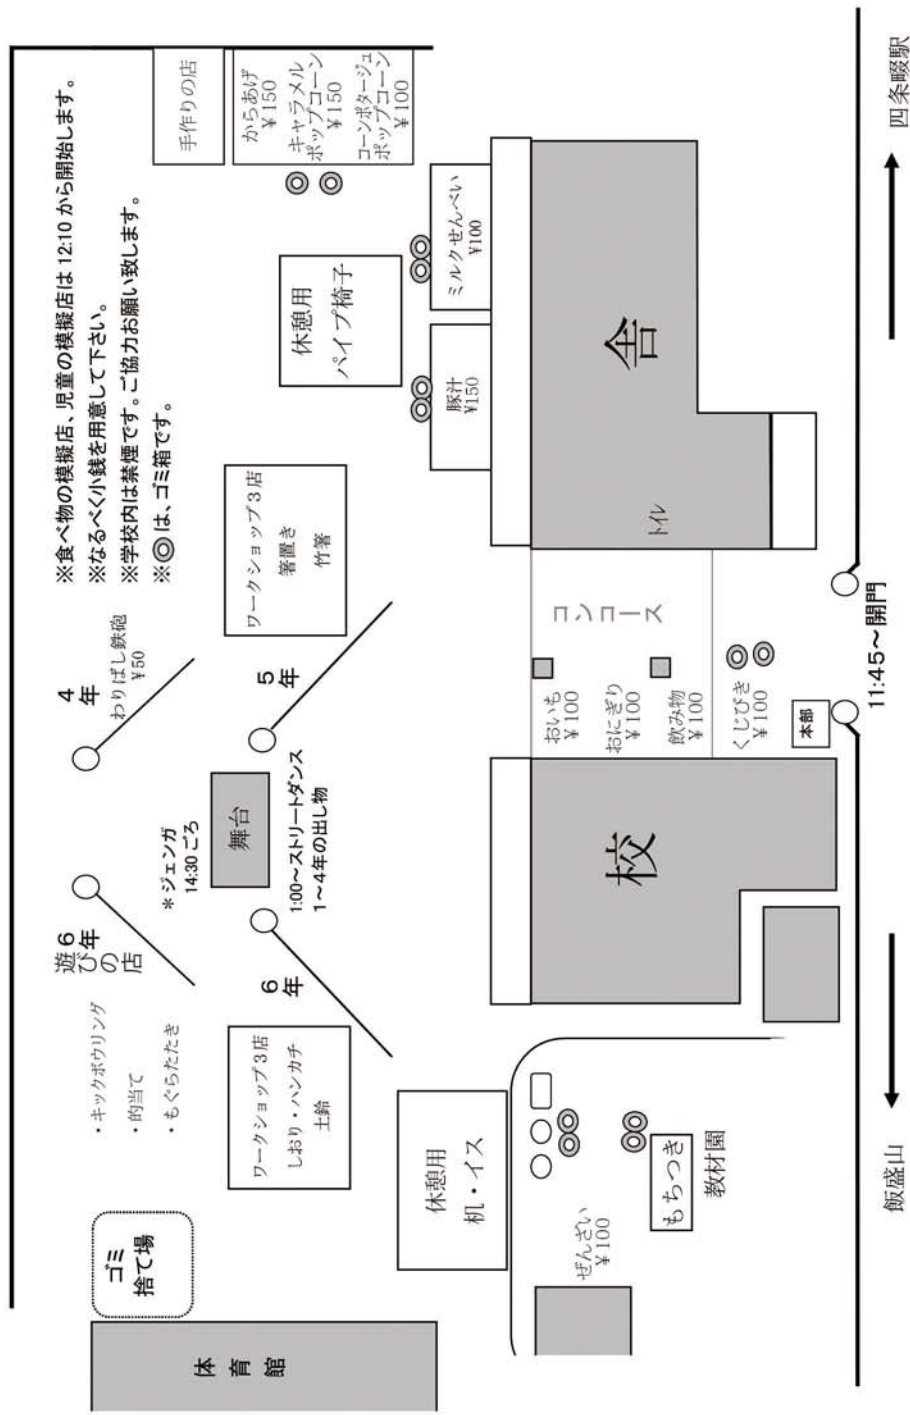 ※食べ物の模擬店、児童の模擬店は 12:10 から開始します。
※なるべく小銭を用意して下さい。
※学校内は禁煙です。ご協力お願い致します。
※◎は、ゴミ箱です。
手作りの店
からあげ
￥150
キャラメル
ポップコーン
￥150
コーンポタージュ
ポップコーン
￥100
ゴミ
捨て場
６年
遊びの店
・キックボウリング
・的当て
・もぐらたたき
４年
わりばし鉄砲
￥50
＊ジェンガ
14:30 ごろ
舞台
1:00～ストリートダンス
1～4年の出し物
６年
５年
ワークショップ３店
しおり・ハンカチ
土鈴
ワークショップ３店
箸置き
竹箸
休憩用
パイプ椅子
体育館
休憩用
机・イス
豚汁
¥150
ミルクせんべい
¥100
ぜんざい
￥100
もちつき
教材園
校
コンコース
おいも
￥100
おにぎり
￥100
飲み物
￥100
くじびき
￥100
本部
トイレ
舎
11:45～開門
飯盛山
四条畷駅